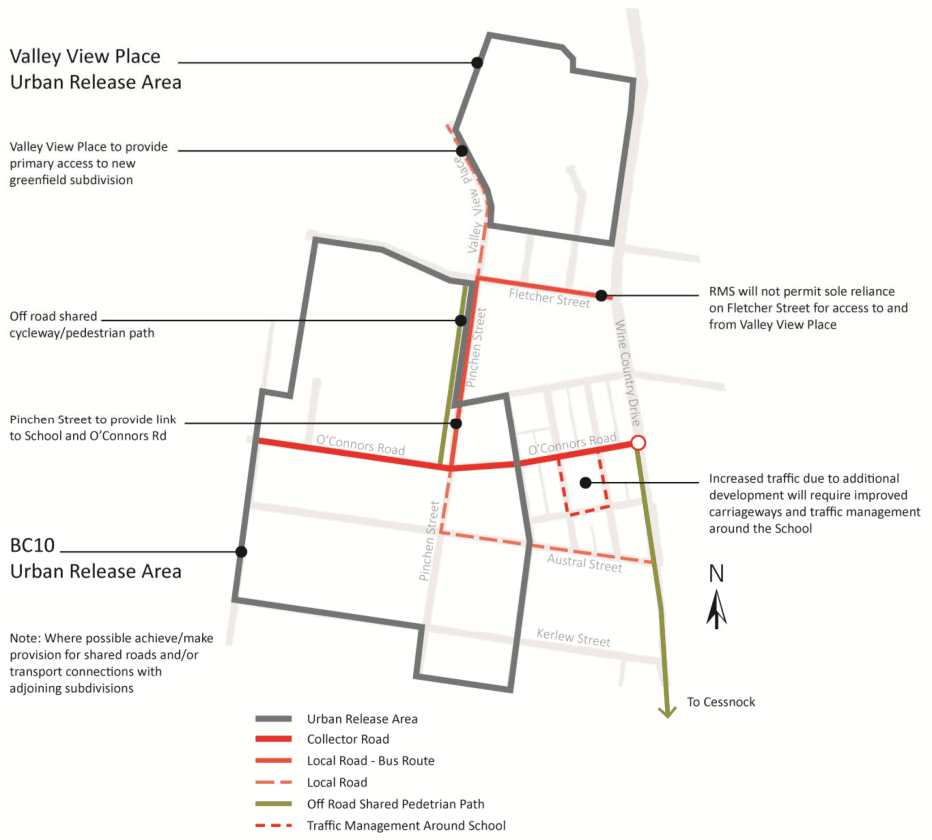 Valley View Place
Urban Release Area
Valley View Place to provide
primary access to new
greenfield subdivision
Valley View Place
Fletcher Street
RMS will not permit sole reliance
on Fletcher Street for access to and
from Valley View Place
Off road shared
cycleway/pedestrian path
Pinchen Street
Wine Country Drive
Pinchen Street to provide link
to School and O'Connors Rd
O'Connors Road
O'Connors Road
Increased traffic due to additional
development will require improved
carriageways and traffic management
around the School
Pinchen Street
BC10
Urban Release Area
Austral Street
N
Note: Where possible achieve/make
provision for shared roads and/or
transport connections with
adjoining subdivisions
Kerlew Street
To Cessnock
Urban Release Area
Collector Road
Local Road - Bus Route
Local Road
Off Road Shared Pedetrian Path
Traffic Management Around School